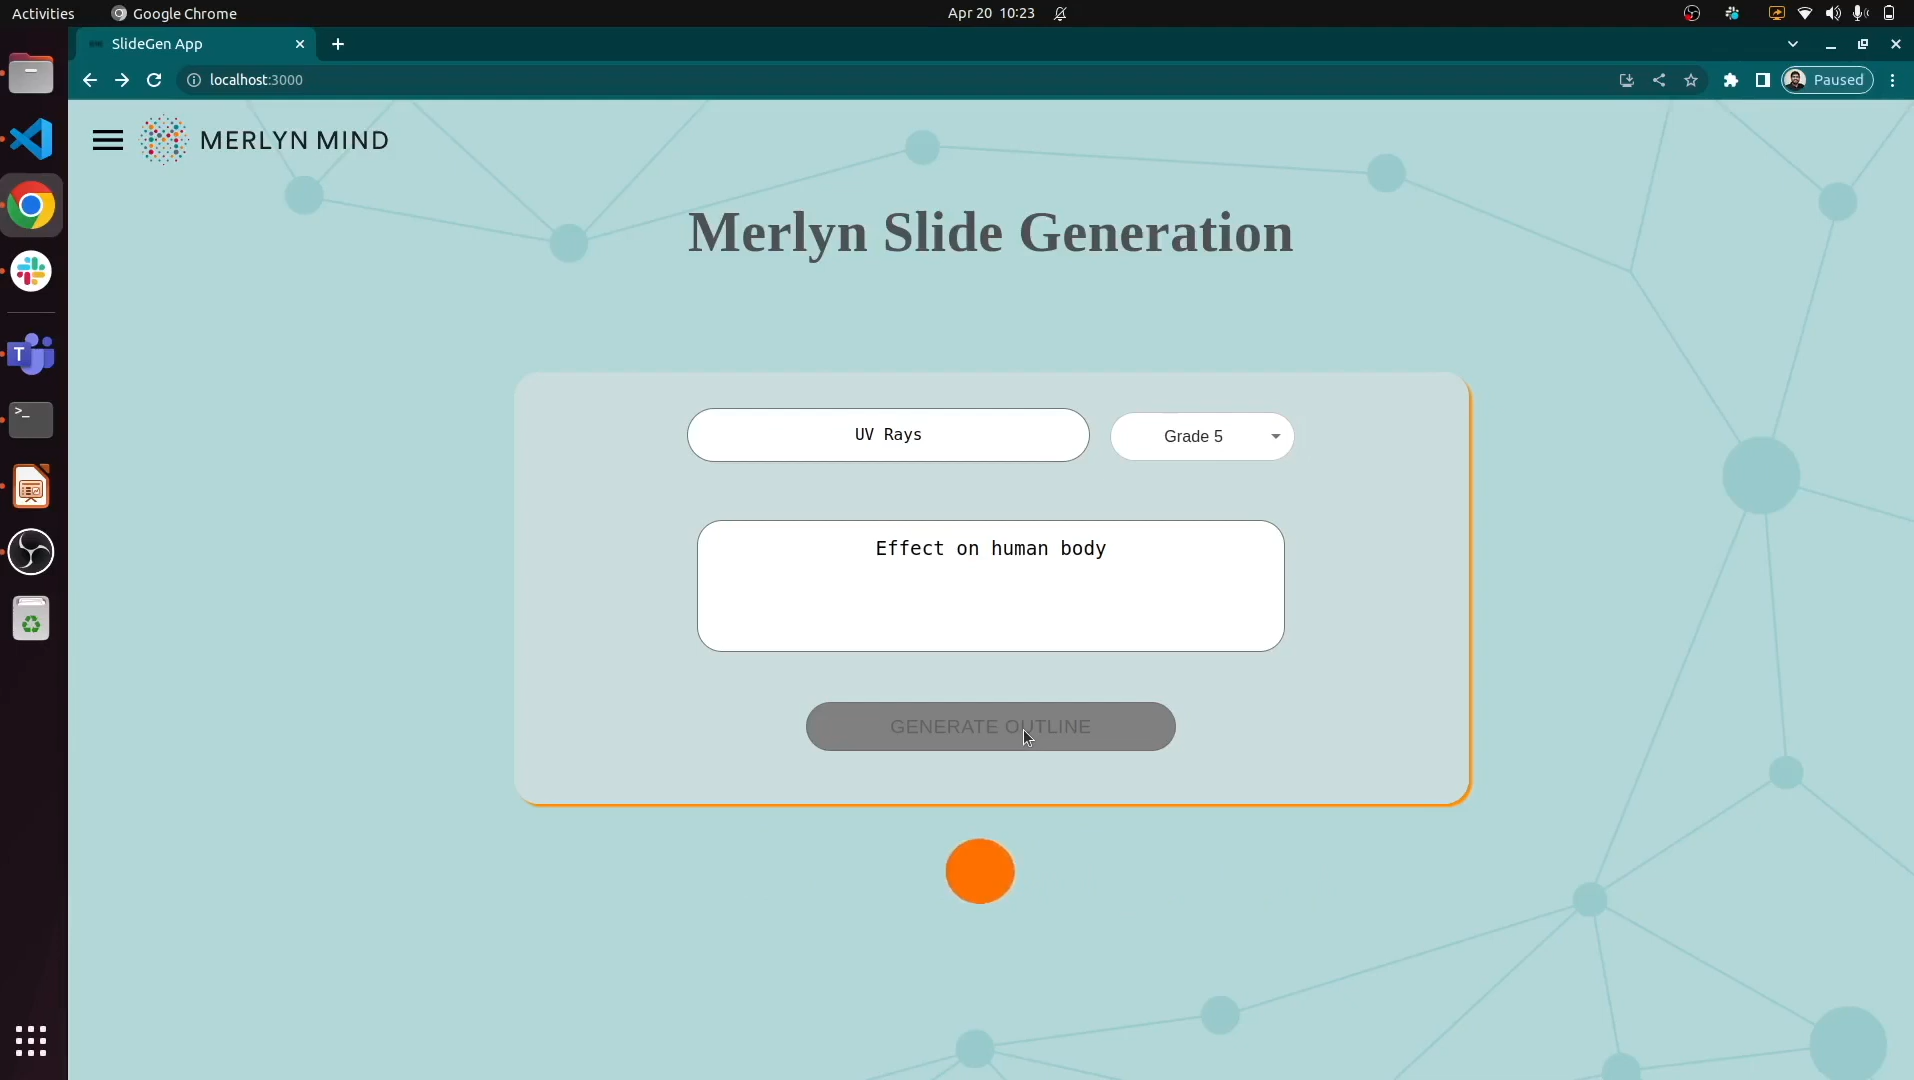 Activities
Google Chrome
Apr 20 10:23
SlideGen App
localhost:3000
Paused
MERLYN MIND
Merlyn Slide Generation
UV Rays
Grade 5
Effect on human body
GENERATE OUTLINE
T
>_